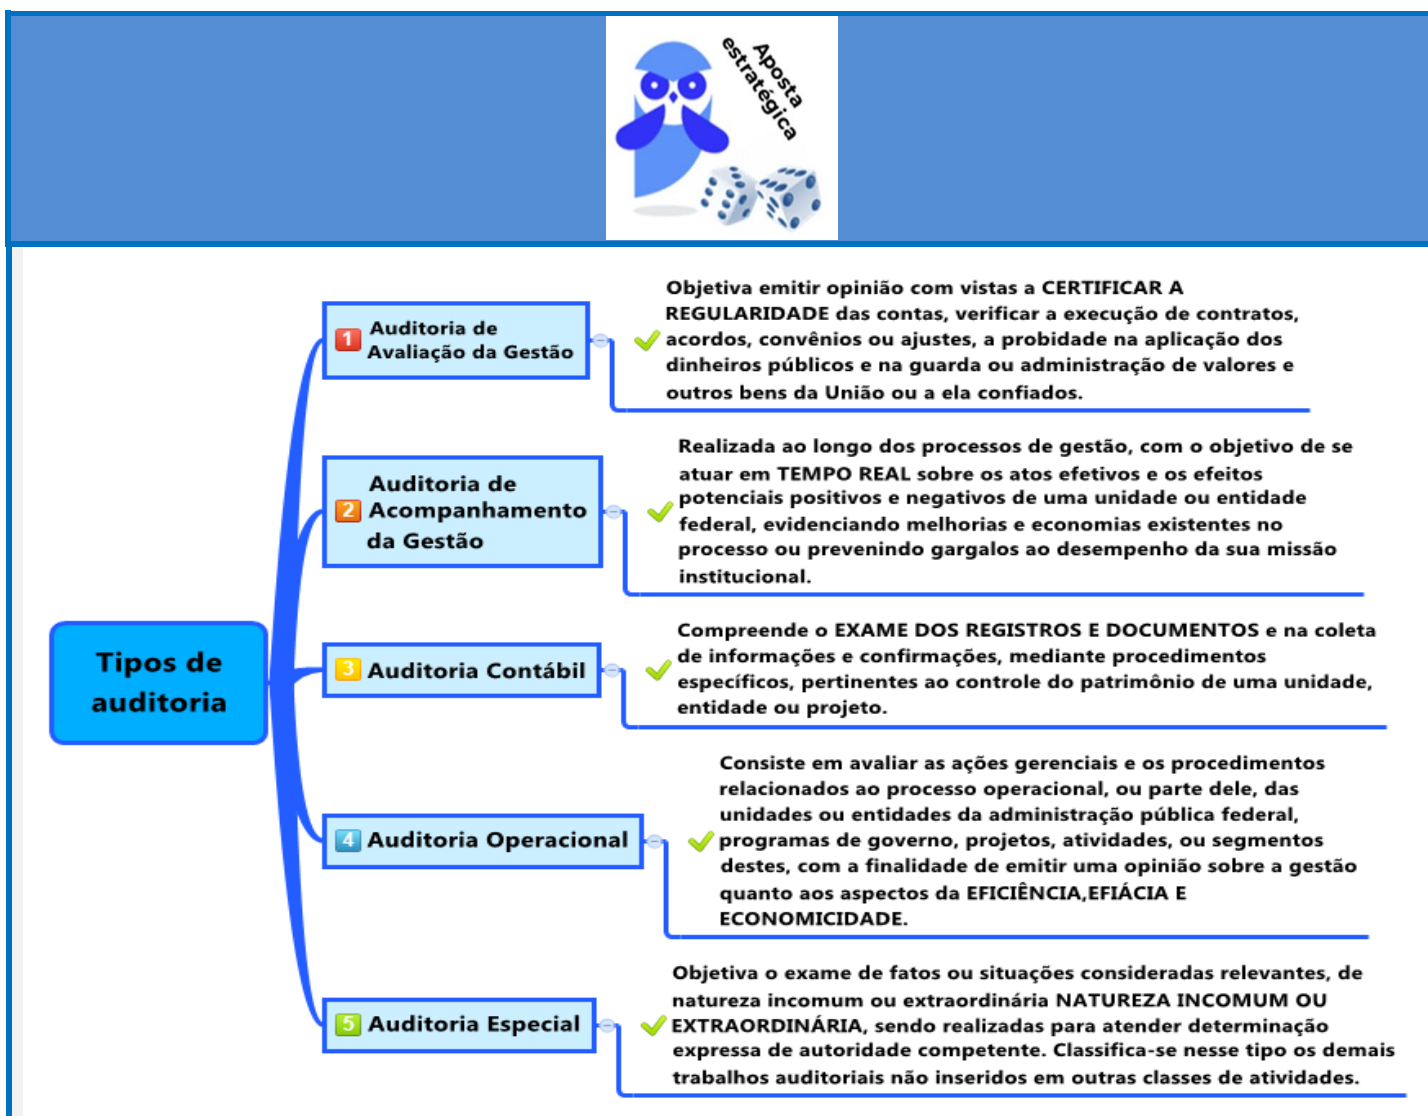 Aposta
estratégica
Tipos de
auditoria
1 Auditoria de
Avaliação da Gestão
Objetiva emitir opinião com vistas a CERTIFICAR A
REGULARIDADE das contas, verificar a execução de contratos,
acordos, convênios ou ajustes, a probidade na aplicação dos
dinheiros públicos e na guarda ou administração de valores e
outros bens da União ou a ela confiados.
2 Auditoria de
Acompanhamento
da Gestão
Realizada ao longo dos processos de gestão, com o objetivo de se
atuar em TEMPO REAL sobre os atos efetivos e os efeitos
potenciais positivos e negativos de uma unidade ou entidade
federal, evidenciando melhorias e economias existentes no
processo ou prevenindo gargalos ao desempenho da sua missão
institucional.
3 Auditoria Contábil
Compreende o EXAME DOS REGISTROS E DOCUMENTOS e na coleta
de informações e confirmações, mediante procedimentos
específicos, pertinentes ao controle do patrimônio de uma unidade,
entidade ou projeto.
4 Auditoria Operacional
Consiste em avaliar as ações gerenciais e os procedimentos
relacionados ao processo operacional, ou parte dele, das
unidades ou entidades da administração pública federal,
programas de governo, projetos, atividades, ou segmentos
destes, com a finalidade de emitir uma opinião sobre a gestão
quanto aos aspectos da EFICIÊNCIA,EFIÁCIA E
ECONOMICIDADE.
5 Auditoria Especial
Objetiva o exame de fatos ou situações consideradas relevantes, de
natureza incomum ou extraordinária NATUREZA INCOMUM OU
EXTRAORDINÁRIA, sendo realizadas para atender determinação
expressa de autoridade competente. Classifica-se nesse tipo os demais
trabalhos auditoriais não inseridos em outras classes de atividades.